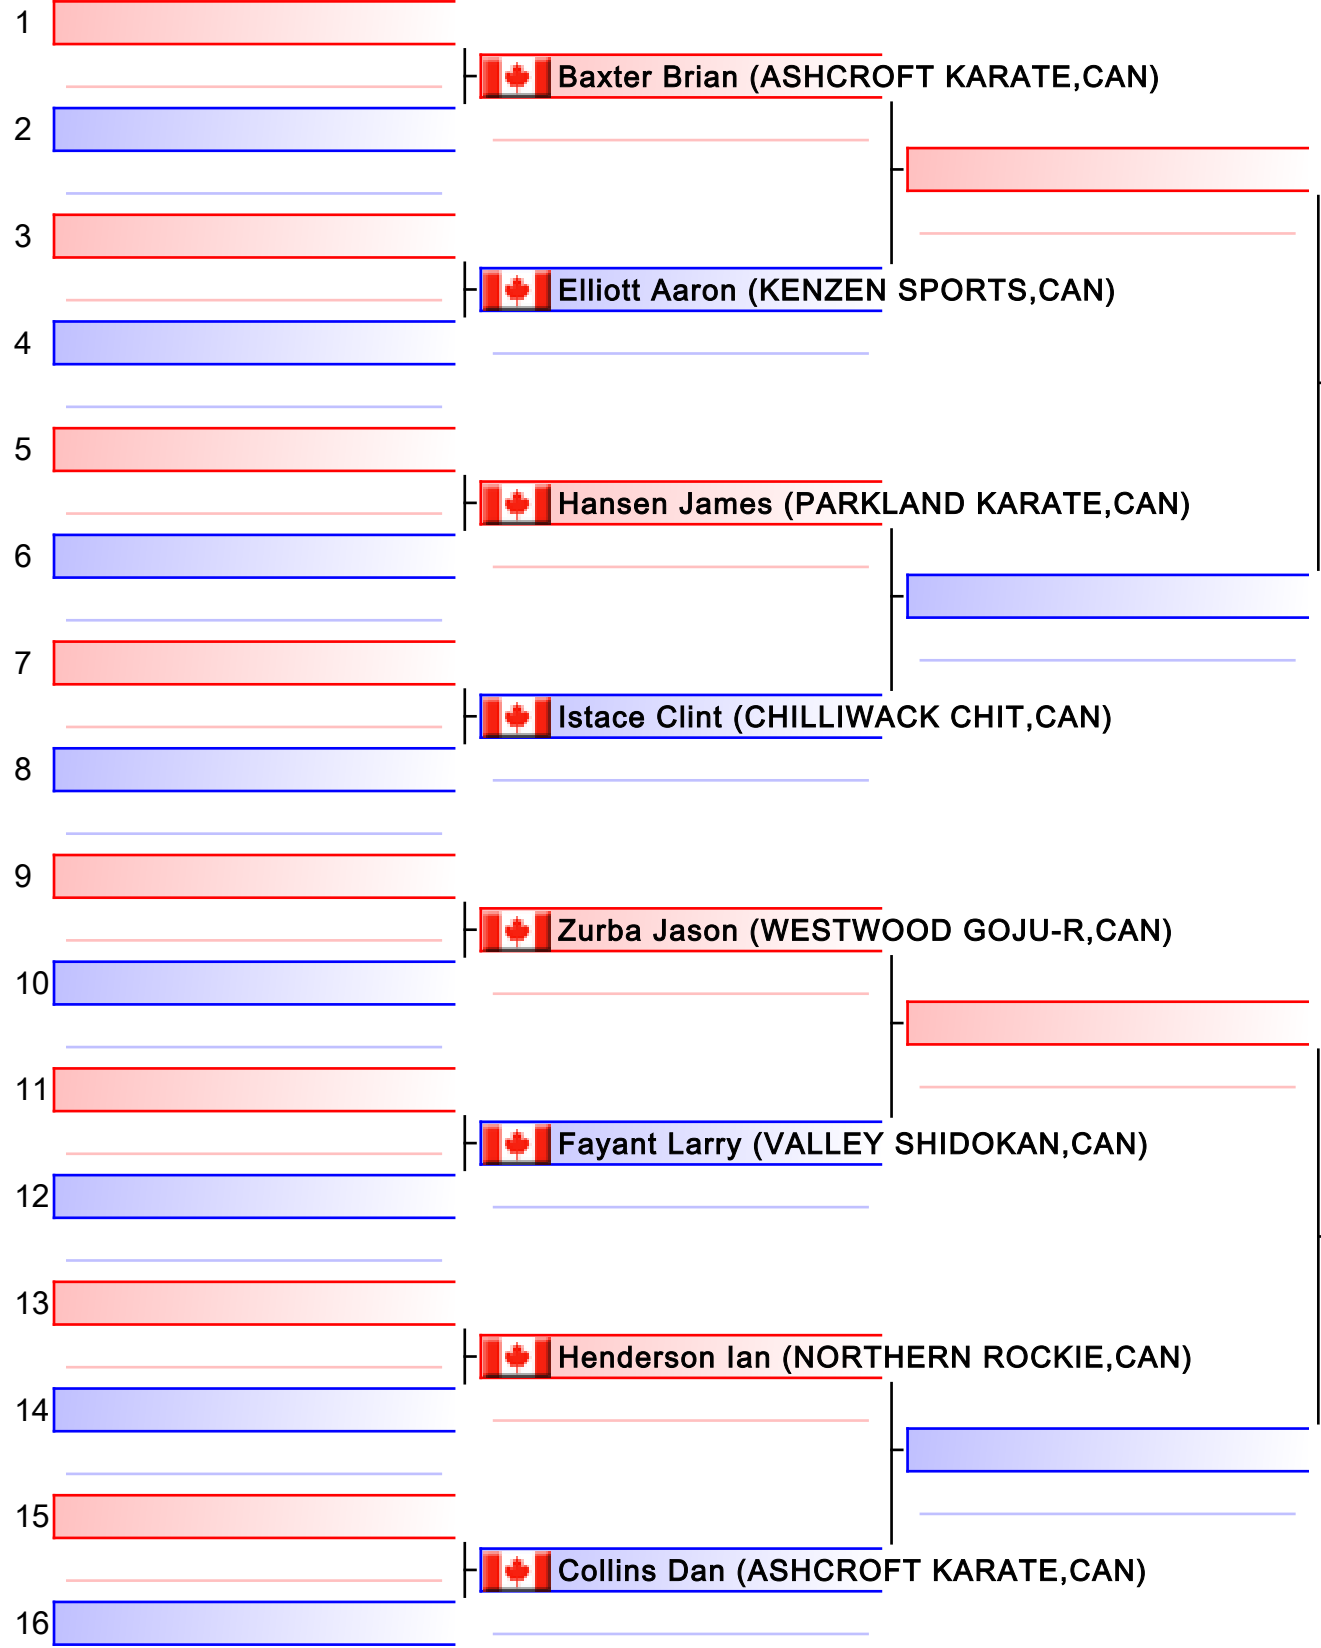 1
Baxter Brian (ASHCROFT KARATE,CAN)
2
3
Elliott Aaron (KENZEN SPORTS,CAN)
4
5
Hansen James (PARKLAND KARATE,CAN)
6
7
Istace Clint (CHILLIWACK CHIT,CAN)
8
9
Zurba Jason (WESTWOOD GOJU-R,CAN)
10
11
Fayant Larry (VALLEY SHIDOKAN,CAN)
12
13
Henderson Ian (NORTHERN ROCKIE,CAN)
14
15
Collins Dan (ASHCROFT KARATE,CAN)
16